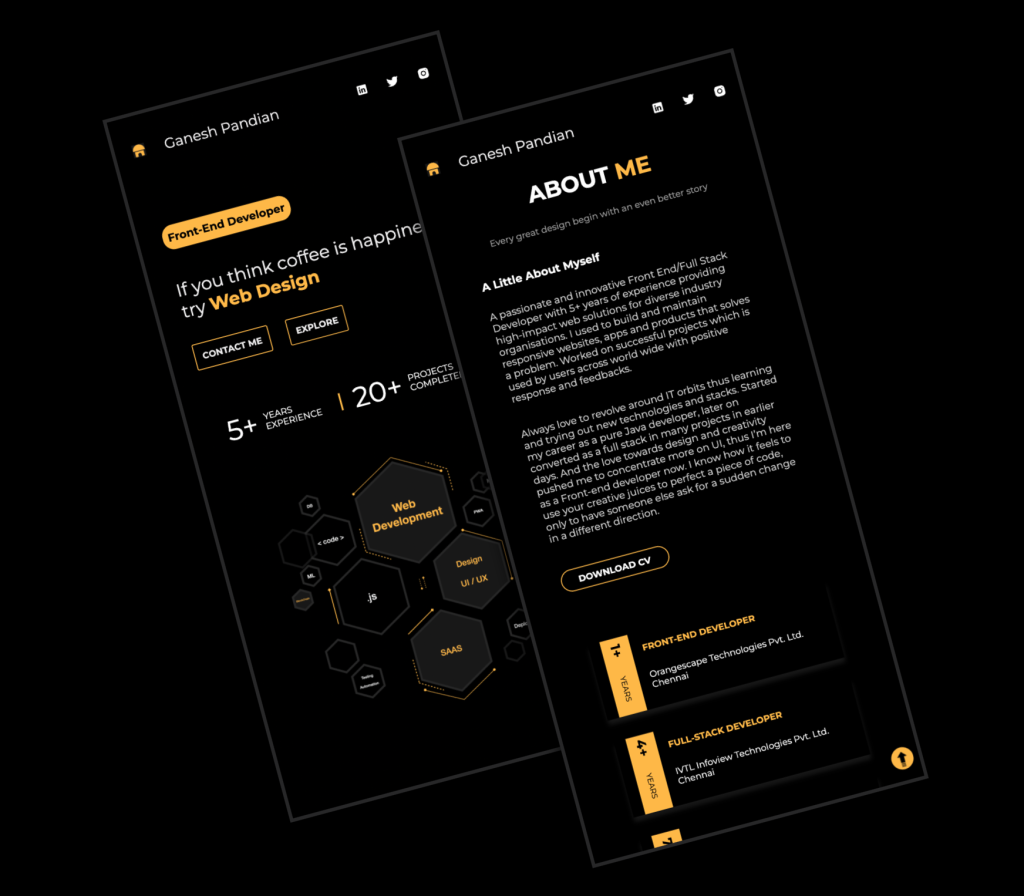 Ganesh Pandian
Front-End Developer
If you think coffee is happine
try Web Design
CONTACT ME
EXPLORE
5+
YEARS
EXPERIENCE
20+
PROJECTS
COMPLETE
Web
Development
DB
< code >
ML
.js
PWA
Design
UI / UX
SAAS
Testing
Automation
Ganesh Pandian
ABOUT ME
Every great design begin with an even better story
A Little About Myself
A passionate and innovative Front End/Full Stack
Developer with 5+ years of experience providing
high-impact web solutions for diverse industry
organisations. I used to build and maintain
responsive websites, apps and products that solves
a problem. Worked on successful projects which is
used by users across world wide with positive
response and feedbacks.
Always love to revolve around IT orbits thus learning
and trying out new technologies and stacks. Started
my career as a pure Java developer, later on
converted as a full stack in many projects in earlier
days. And the love towards design and creativity
pushed me to concentrate more on UI, thus I'm here
as a Front-end developer now. I know how it feels to
use your creative juices to perfect a piece of code,
only to have someone else ask for a sudden change
in a different direction.
DOWNLOAD CV
1+
YEARS
FRONT-END DEVELOPER
Orangescape Technologies Pvt. Ltd.
Chennai
4+
YEARS
FULL-STACK DEVELOPER
IVTL Infoview Technologies Pvt. Ltd.
Chennai